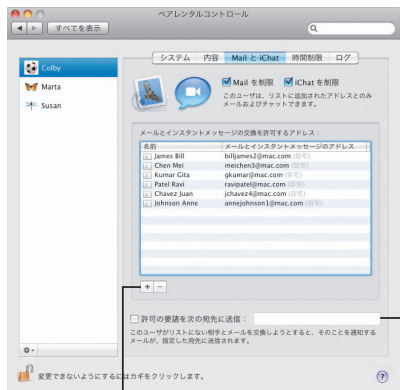 ペアレンタルコントロール
すべてを表示
システム 内容 Mail と iChat 時間制限 ログ
Colby
Marta
Susan
Mail を制限 iChat を制限
このユーザは、リストに追加されたアドレスとのみ
メールおよびチャットできます。
メールとインスタントメッセージの交換を許可するアドレス：
名前 メールとインスタントメッセージのアドレス
James Bill billjames2@mac.com (自宅)
Chen Mei meichen3@mac.com (自宅)
Kumar Gita gkumar@mac.com (自宅)
Patel Ravi ravipatel@mac.com (自宅)
Chavez Juan jchavez4@mac.com (自宅)
Johnson Anne annejohnson1@mac.com (自宅)
+ −
許可の要請を次の宛先に送信：
このユーザがリストにない相手とメールを交換しようとすると、そのことを通知する
メールが、指定した宛先に送信されます。
変更できないようにするにはカギをクリックします。
?